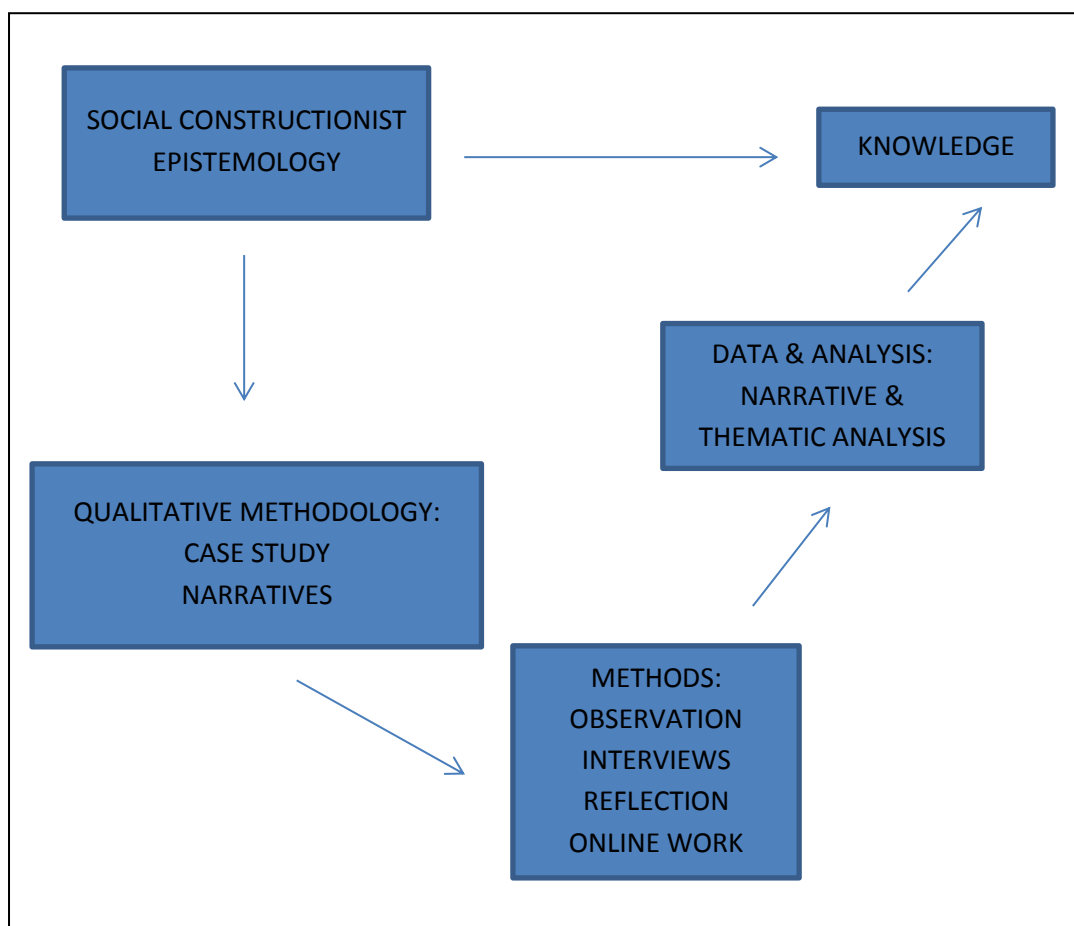 SOCIAL CONSTRUCTIONIST
EPISTEMOLOGY
KNOWLEDGE
DATA & ANALYSIS:
NARRATIVE &
THEMATIC ANALYSIS
QUALITATIVE METHODOLOGY:
CASE STUDY
NARRATIVES
METHODS:
OBSERVATION
INTERVIEWS
REFLECTION
ONLINE WORK